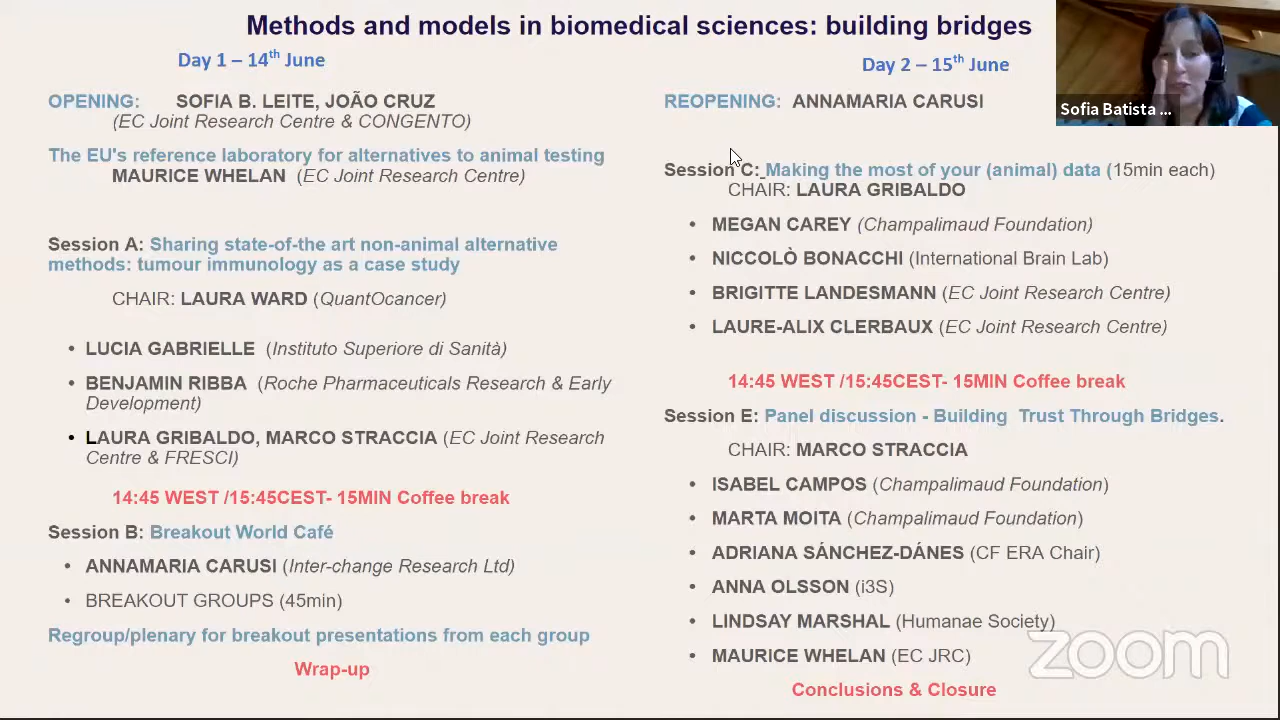 Methods and models in biomedical sciences: building bridges
Day 1 – 14th June
OPENING: SOFIA B. LEITE, JOÃO CRUZ
(EC Joint Research Centre & CONGENTO)
The EU's reference laboratory for alternatives to animal testing
MAURICE WHELAN (EC Joint Research Centre)
Session A: Sharing state-of-the art non-animal alternative
methods: tumour immunology as a case study
CHAIR: LAURA WARD (QuantOcancer)
• LUCIA GABRIELLE (Instituto Superiore di Sanità)
• BENJAMIN RIBBA (Roche Pharmaceuticals Research & Early
Development)
• LAURA GRIBALDO, MARCO STRACCIA (EC Joint Research
Centre & FRESCI)
14:45 WEST /15:45CEST- 15MIN Coffee break
Session B: Breakout World Café
• ANNAMARIA CARUSI (Inter-change Research Ltd)
• BREAKOUT GROUPS (45min)
Regroup/plenary for breakout presentations from each group
Wrap-up
Day 2 – 15th June
REOPENING: ANNAMARIA CARUSI
Session C: Making the most of your (animal) data (15min each)
CHAIR: LAURA GRIBALDO
• MEGAN CAREY (Champalimaud Foundation)
• NICCOLÒ BONACCHI (International Brain Lab)
• BRIGITTE LANDESMANN (EC Joint Research Centre)
• LAURE-ALIX CLERBAUX (EC Joint Research Centre)
14:45 WEST /15:45CEST- 15MIN Coffee break
Session E: Panel discussion - Building Trust Through Bridges.
CHAIR: MARCO STRACCIA
• ISABEL CAMPOS (Champalimaud Foundation)
• MARTA MOITA (Champalimaud Foundation)
• ADRIANA SÁNCHEZ-DÁNES (CF ERA Chair)
• ANNA OLSSON (i3S)
• LINDSAY MARSHAL (Humanae Society)
• MAURICE WHELAN (EC JRC)
Conclusions & Closure
Sofia Batista ...
zoom